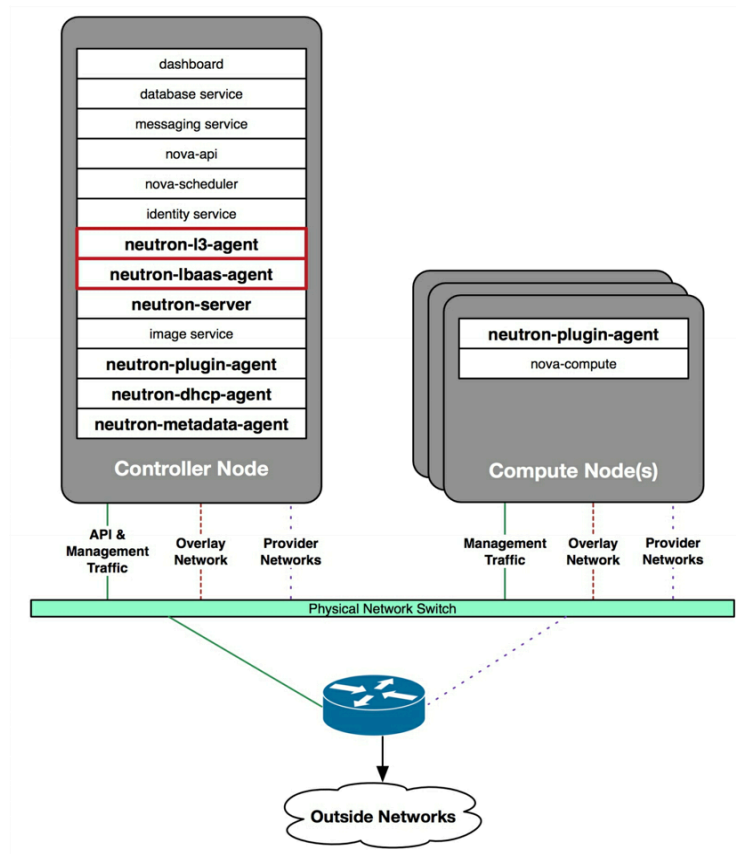 dashboard
database service
messaging service
nova-api
nova-scheduler
identity service
neutron-l3-agent
neutron-lbaas-agent
neutron-server
image service
neutron-plugin-agent
neutron-dhcp-agent
neutron-metadata-agent
Controller Node
neutron-plugin-agent
nova-compute
Compute Node(s)
API &
Management
Traffic
Overlay
Network
Provider
Networks
Management
Traffic
Overlay
Network
Provider
Networks
Physical Network Switch
Outside Networks